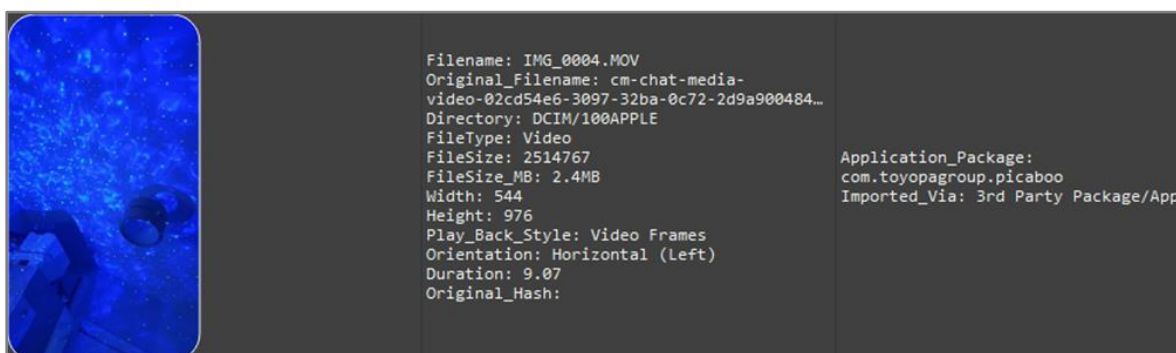 Filename: IMG_0004.MOV
Original_Filename: cm-chat-media-
video-02cd54e6-3097-32ba-0c72-2d9a900484…
Directory: DCIM/100APPLE
FileType: Video
FileSize: 2514767
FileSize_MB: 2.4MB
Width: 544
Height: 976
Play_Back_Style: Video Frames
Orientation: Horizontal (Left)
Duration: 9.07
Original_Hash:
Application_Package:
com.toyopagroup.picaboo
Imported_Via: 3rd Party Package/App